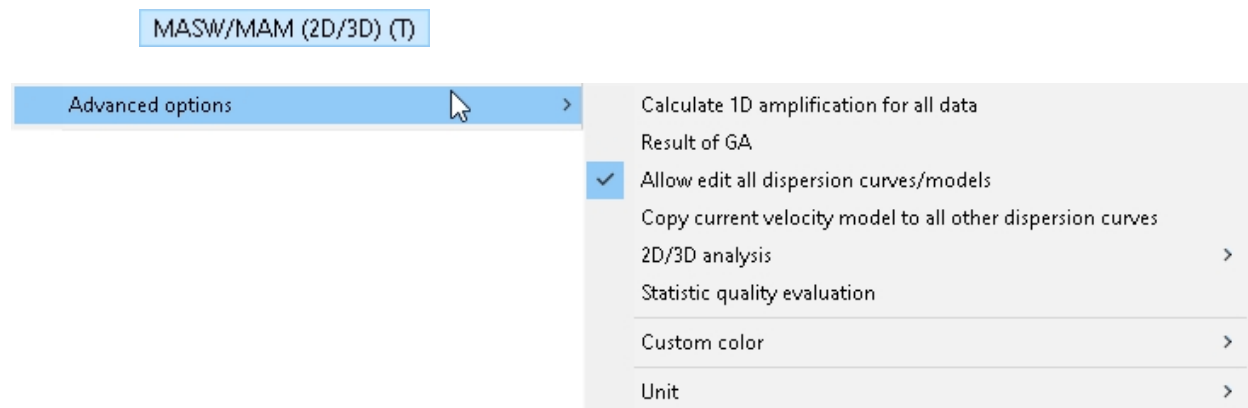 MASW/MAM (2D/3D) (T)
Advanced options
Calculate 1D amplification for all data
Result of GA
Allow edit all dispersion curves/models
Copy current velocity model to all other dispersion curves
2D/3D analysis
Statistic quality evaluation
Custom color
Unit